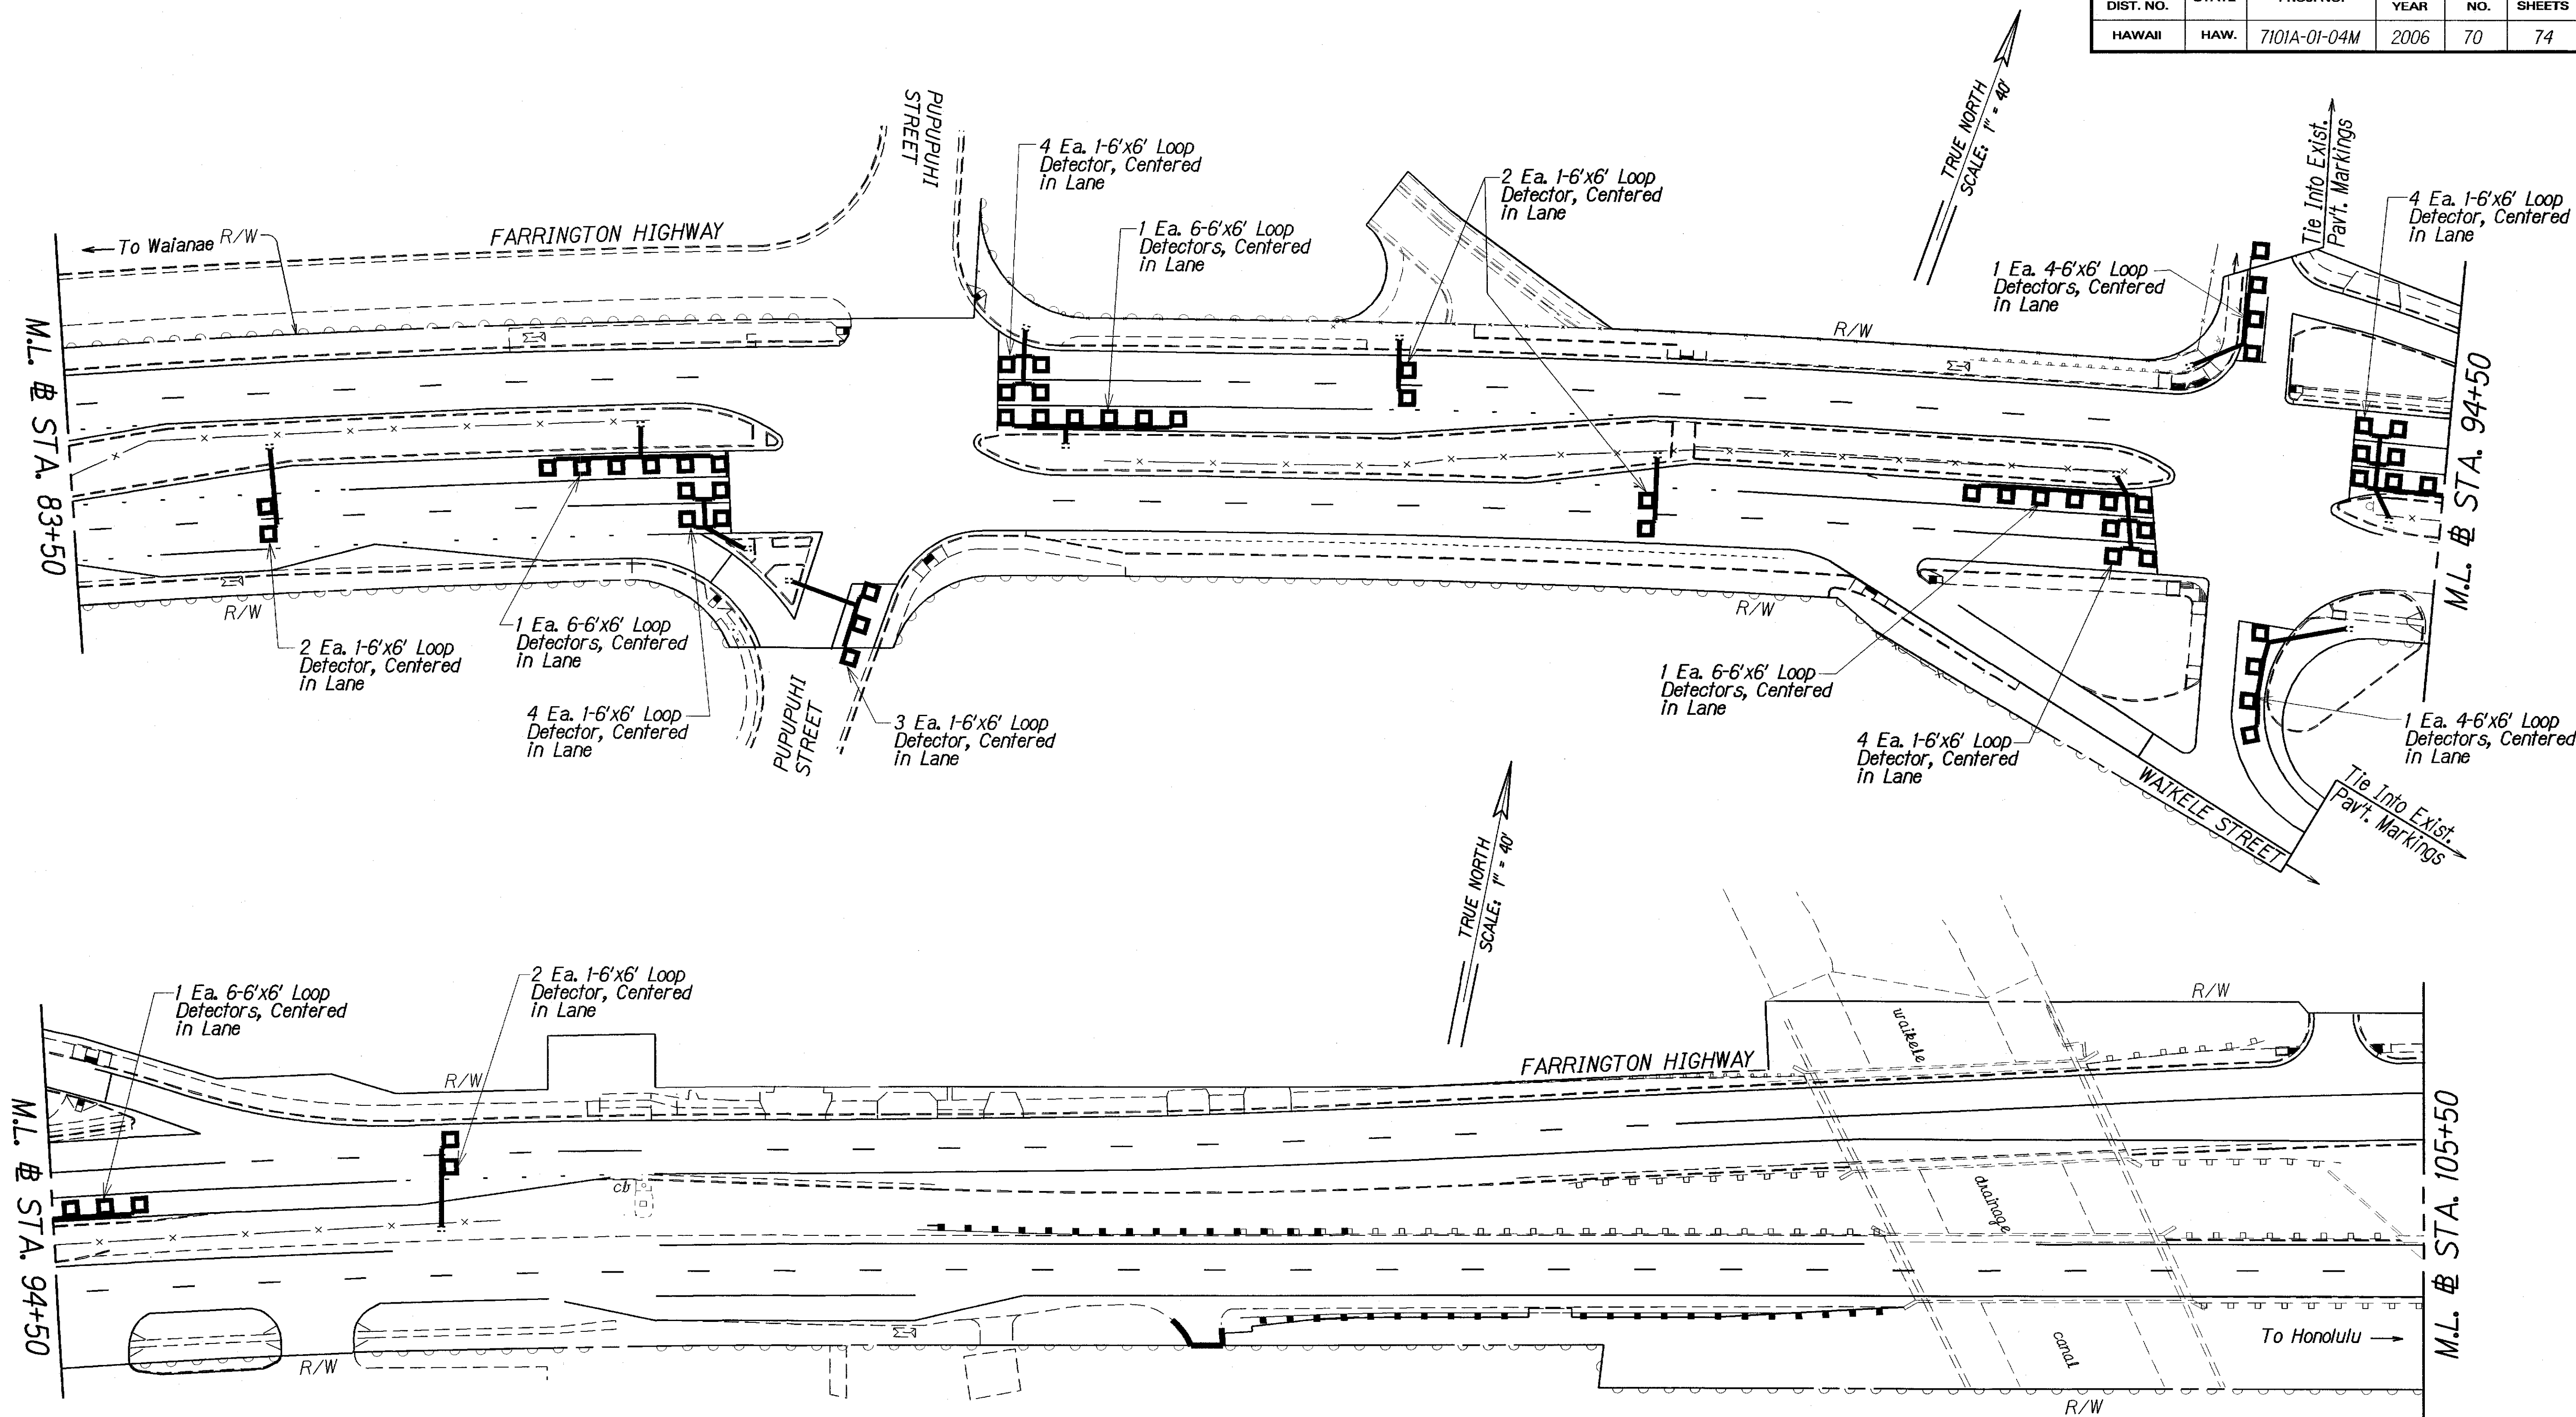 DIST. NO.
YEAR
NO.
SHEETS
HAWAII
HAW.
7101A-01-04M
2006
70
74
PUPUPUHI
STREET
4 Ea. 1-6'x6' Loop
Detector, Centered
in Lane
1 Ea. 6-6'x6' Loop
Detectors, Centered
in Lane
2 Ea. 1-6'x6' Loop
Detector, Centered
in Lane
TRUE NORTH
SCALE: 1" = 40'
Tie Into Exist.
Pav't. Markings
4 Ea. 1-6'x6' Loop
Detector, Centered
in Lane
1 Ea. 4-6'x6' Loop
Detectors, Centered
in Lane
To Waianae
R/W
FARRINGTON HIGHWAY
R/W
M.L. B STA. 83+50
M.L. B STA. 94+50
R/W
R/W
2 Ea. 1-6'x6' Loop
Detector, Centered
in Lane
1 Ea. 6-6'x6' Loop
Detectors, Centered
in Lane
4 Ea. 1-6'x6' Loop
Detector, Centered
in Lane
PUPUPUHI
STREET
3 Ea. 1-6'x6' Loop
Detector, Centered
in Lane
1 Ea. 6-6'x6' Loop
Detectors, Centered
in Lane
4 Ea. 1-6'x6' Loop
Detector, Centered
in Lane
1 Ea. 4-6'x6' Loop
Detectors, Centered
in Lane
WAIKELE STREET
Tie Into Exist.
Pav't. Markings
TRUE NORTH
SCALE: 1" = 40'
1 Ea. 6-6'x6' Loop
Detectors, Centered
in Lane
2 Ea. 1-6'x6' Loop
Detector, Centered
in Lane
R/W
FARRINGTON HIGHWAY
waikele
R/W
M.L. B STA. 94+50
cb
drainage
M.L. B STA. 105+50
R/W
canal
To Honolulu
R/W